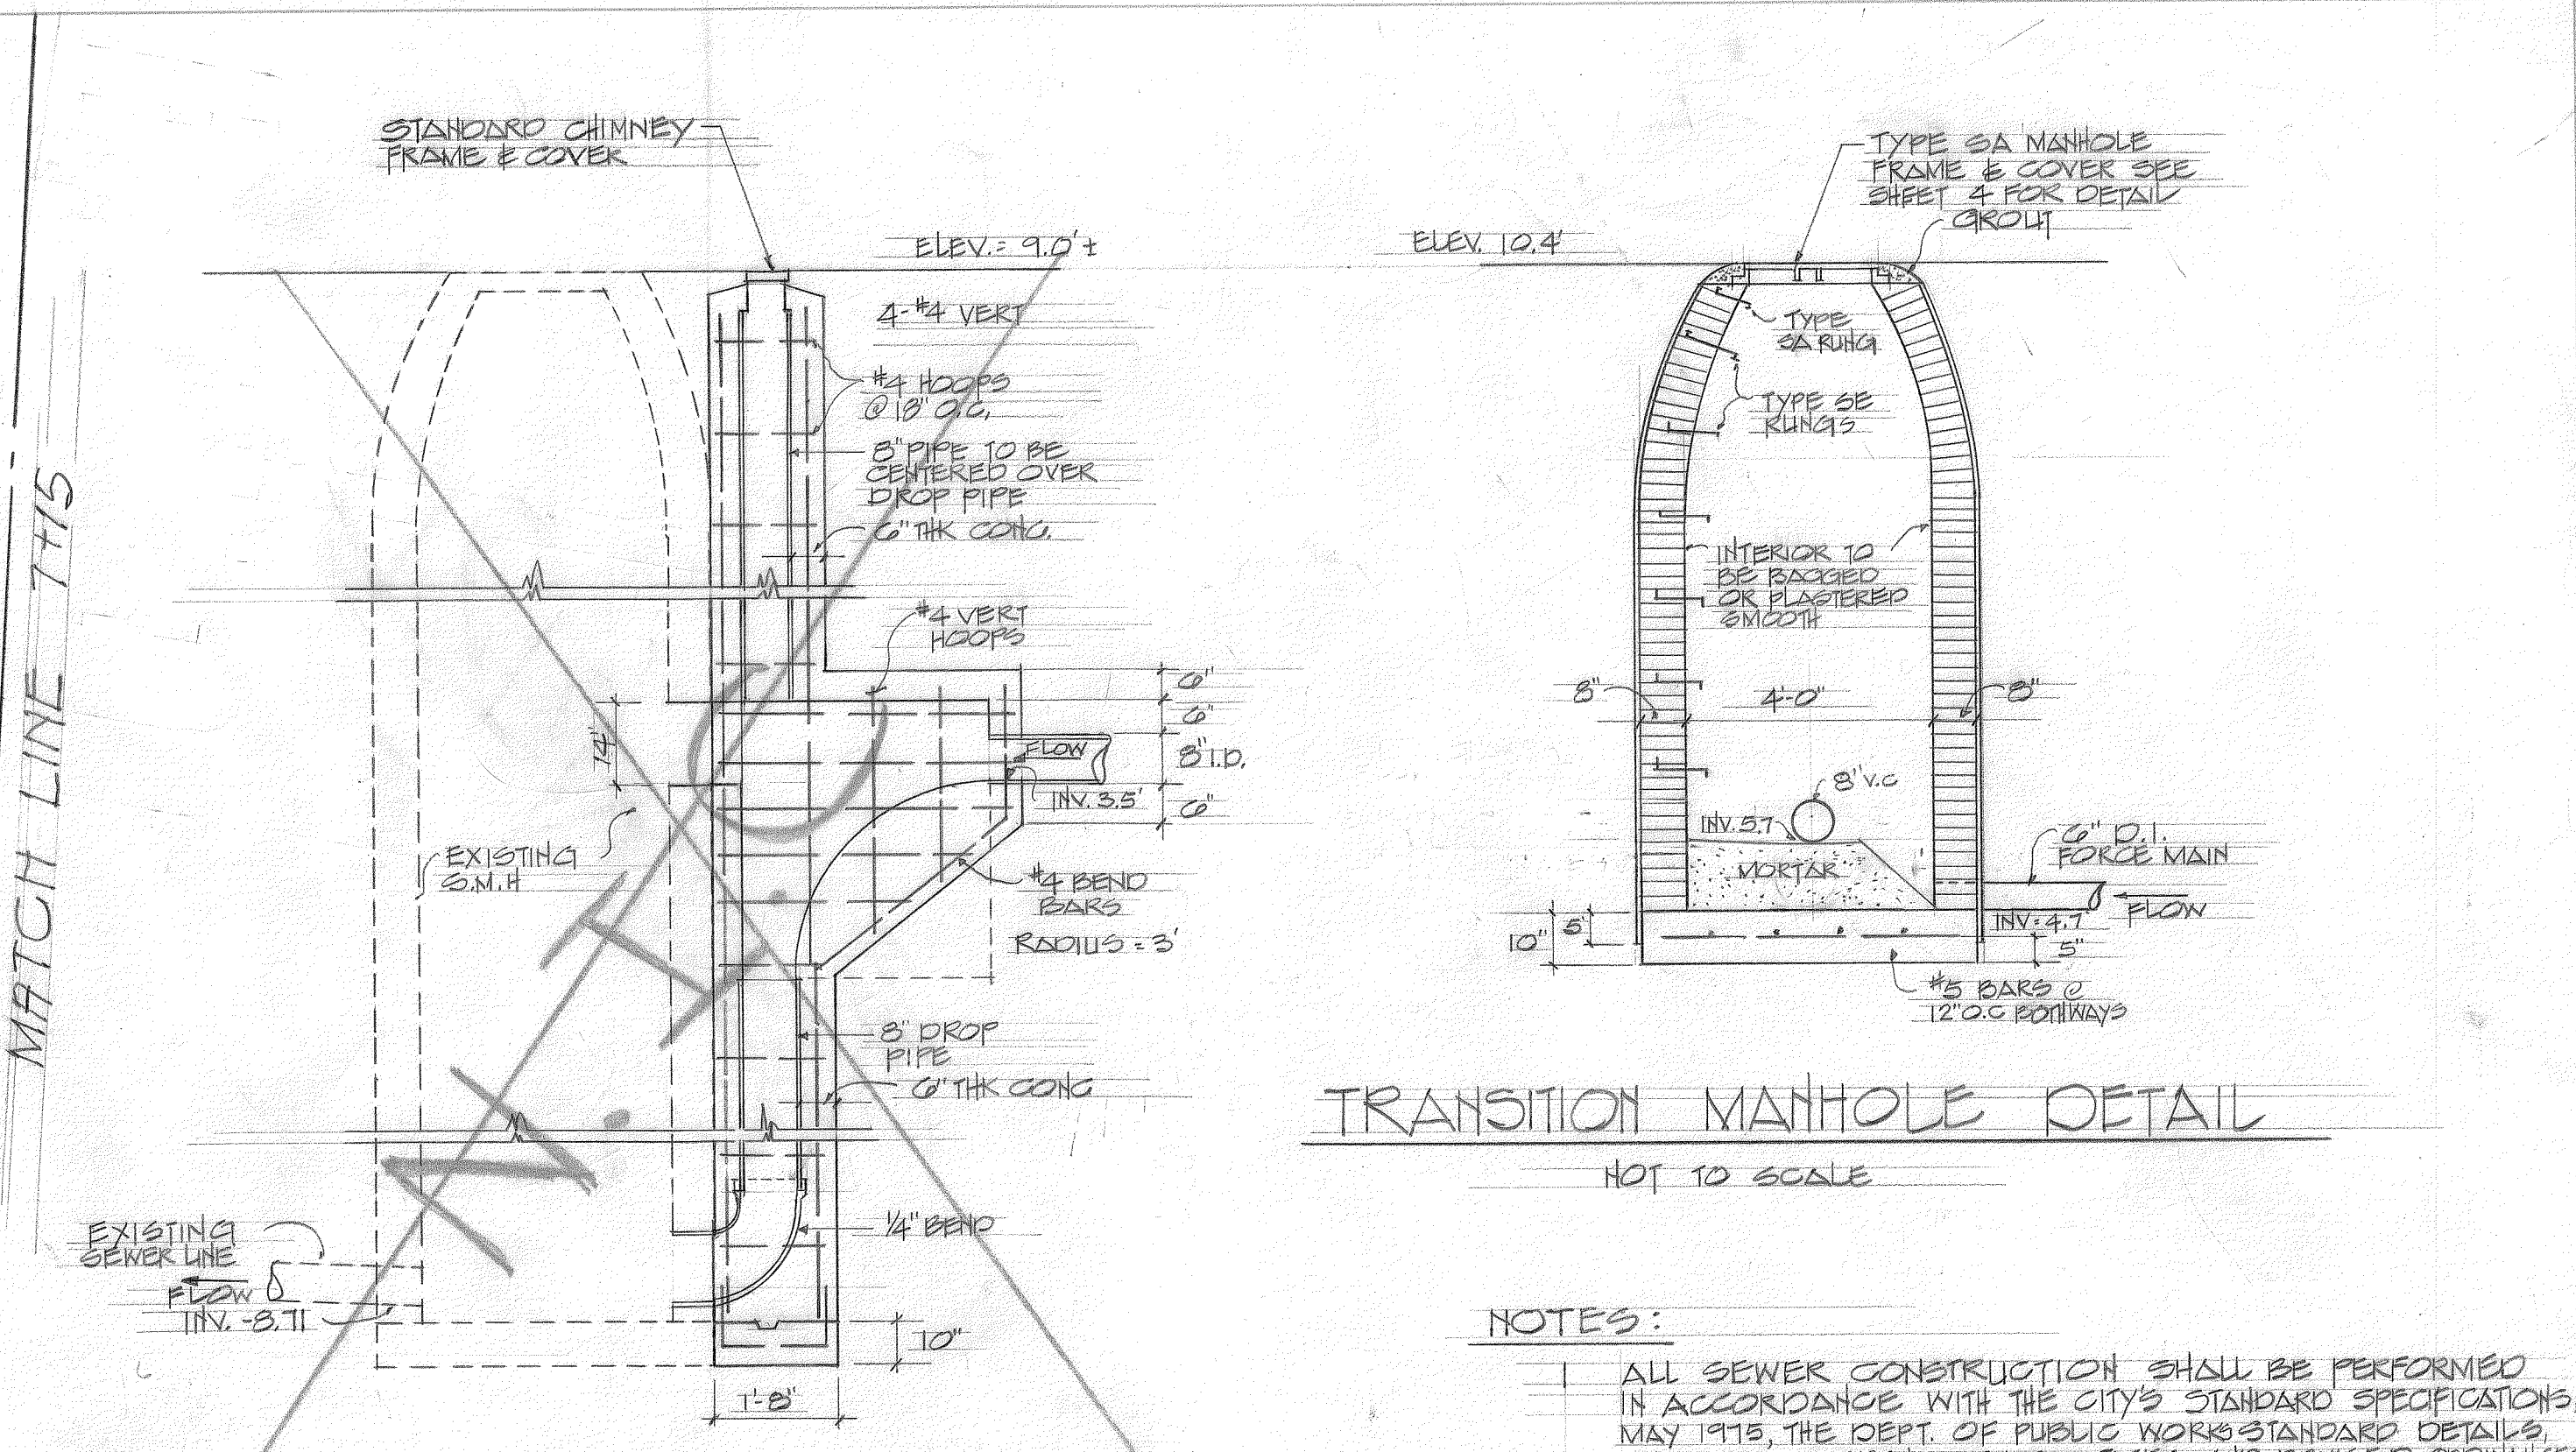 MATCH LINE 7+15
STANDARD CHIMNEY
FRAME & COVER
ELEV. = 9.0' ±
4-#4 VERT
#4 HOOPS
@ 18" O.C.
8" PIPE TO BE
CENTERED OVER
DROP PIPE
6" THK CONC.
#4 VERT
HOOPS
6"
6"
8" I.D.
6"
14"
FLOW
INV. 3.5'
EXISTING
S.M.H
#4 BEND
BARS
RADIUS = 3'
8" DROP
PIPE
6" THK CONC
1/4" BEND
EXISTING
SEWER LINE
FLOW
INV. -8.71
10"
1'-8"
N.I.C
TYPE SA MANHOLE
FRAME & COVER SEE
SHEET 4 FOR DETAIL
GROUT
ELEV. 10.4'
TYPE
SA RUNG
TYPE SE
RUNGS
INTERIOR TO
BE BAGGED
OR PLASTERED
SMOOTH
8"
4'-0"
8"
8" V.C
INV. 5.7
MORTAR
6" D.I.
FORCE MAIN
FLOW
INV = 4.7'
10"
5"
5"
#5 BARS @
12" O.C BOTHWAYS
TRANSITION MANHOLE DETAIL
NOT TO SCALE
NOTES:
1 ALL SEWER CONSTRUCTION SHALL BE PERFORMED
IN ACCORDANCE WITH THE CITY'S STANDARD SPECIFICATIONS,
MAY 1975, THE DEPT. OF PUBLIC WORKS STANDARD DETAILS,